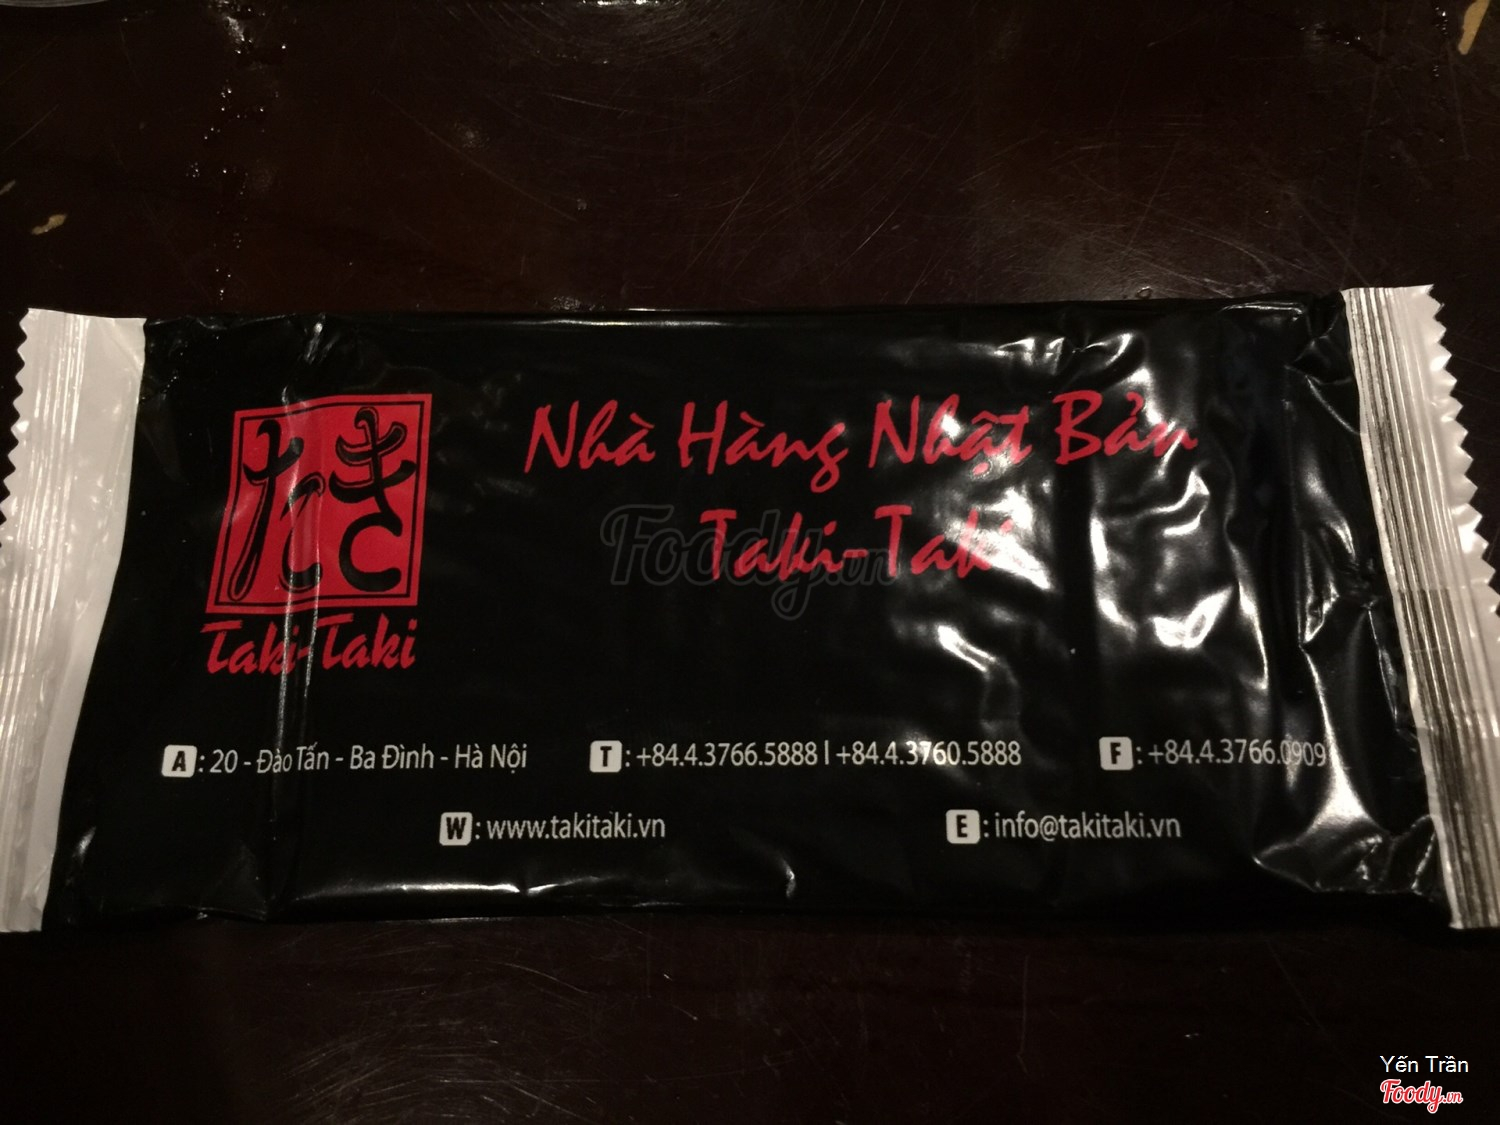 たき
Taki-Taki
Nhà Hàng Nhật Bản
Taki-Taki
Foody.vn
A : 20 - Đào Tấn - Ba Đình - Hà Nội
T : +84.4.3766.5888 | +84.4.3760.5888
F : +84.4.3766.0909
W : www.takitaki.vn
E : info@takitaki.vn
Yến Trần
Foody.vn